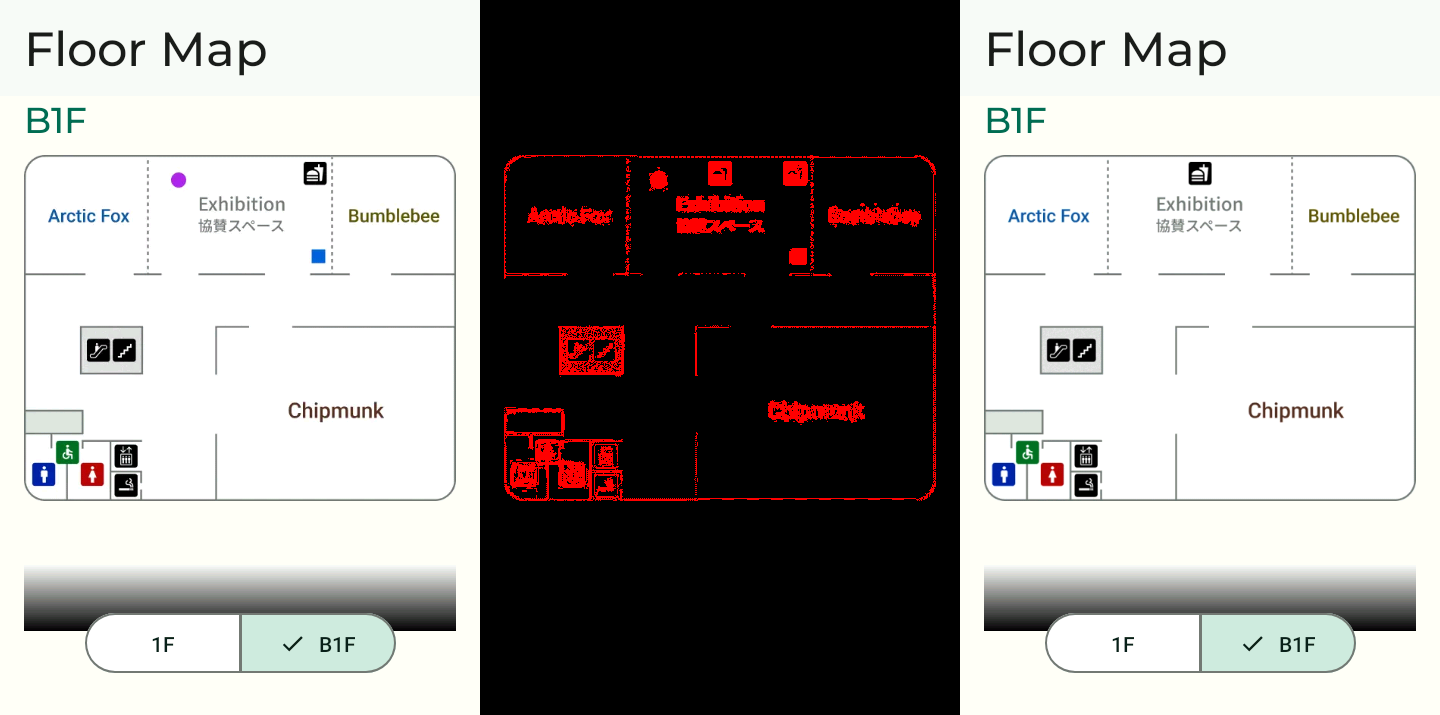 Floor Map
B1F
Arctic Fox
Exhibition
協賛スペース
Bumblebee
Chipmunk
1F
B1F
Arctic Fox
Exhibition
協賛スペース
Bumblebee
Chipmunk
Floor Map
B1F
Arctic Fox
Exhibition
協賛スペース
Bumblebee
Chipmunk
1F
B1F